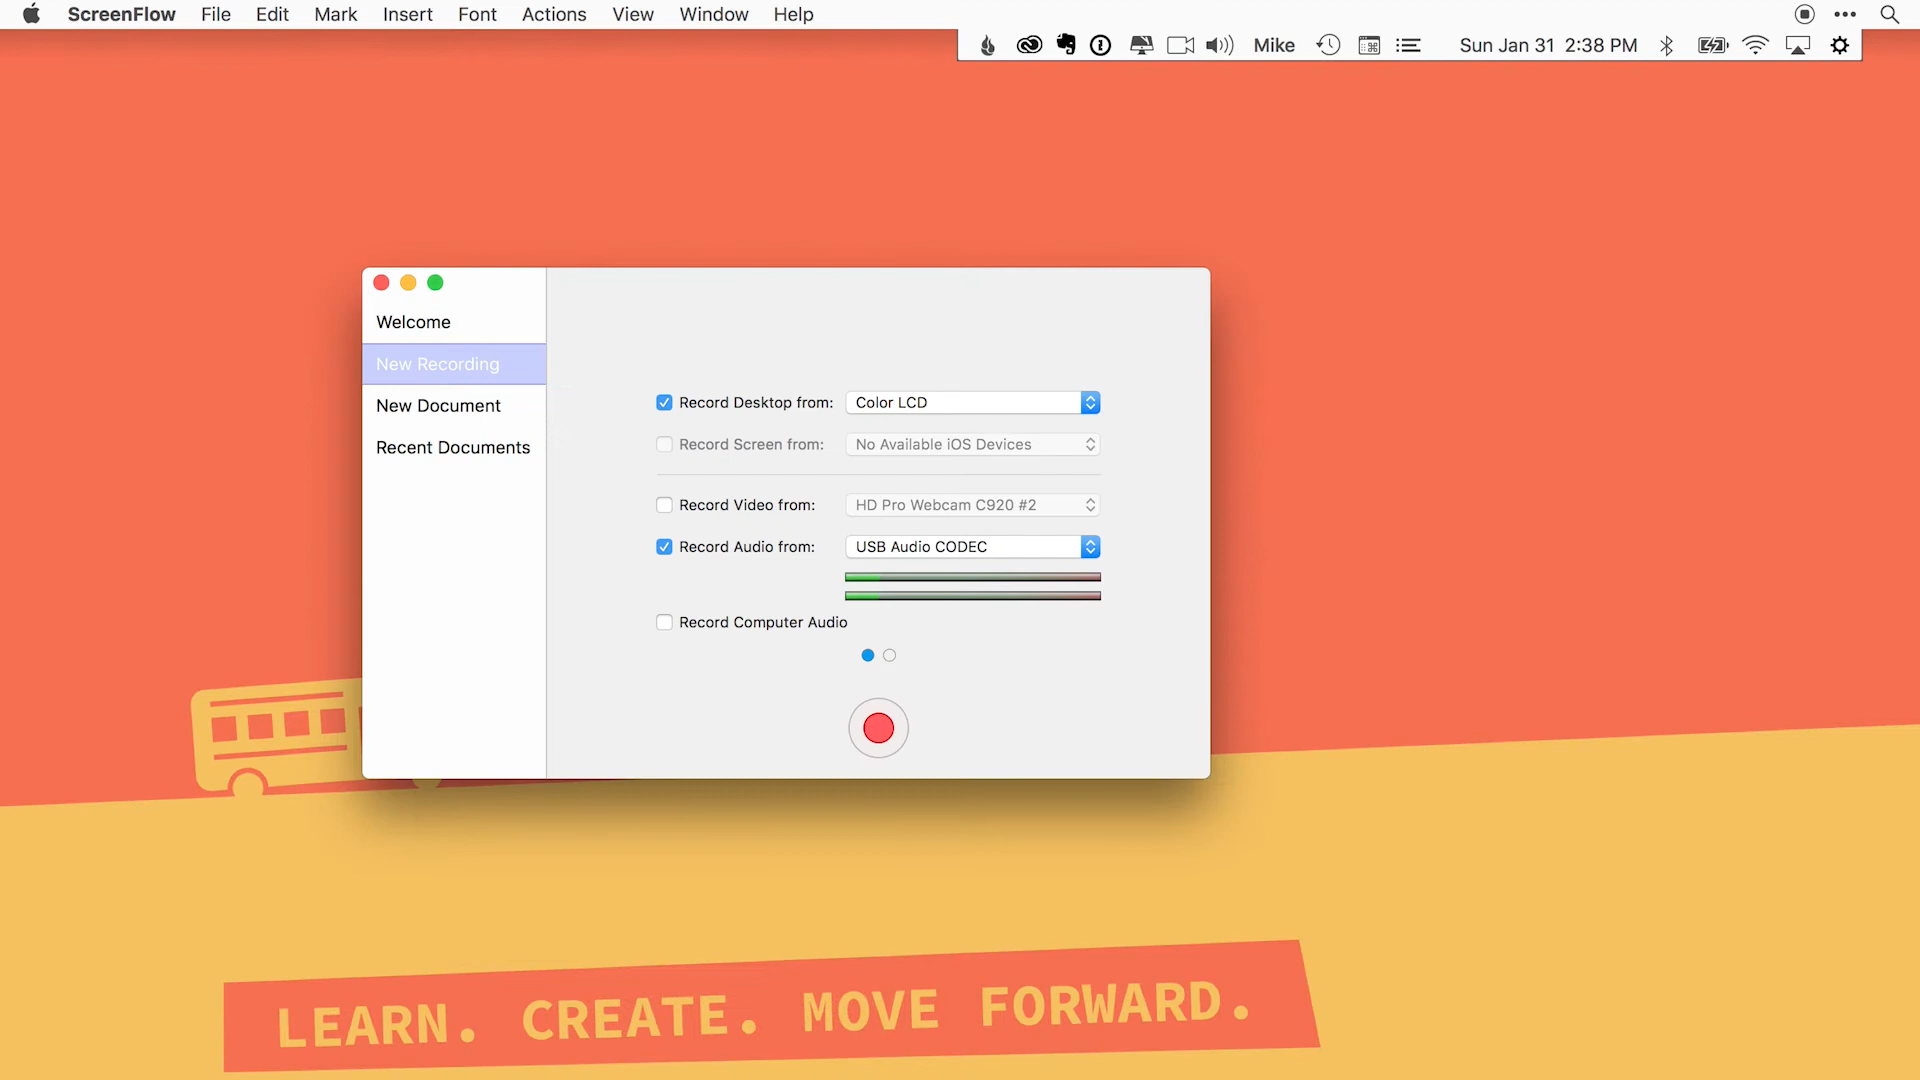 ScreenFlow File Edit Mark Insert Font Actions View Window Help
Mike Sun Jan 31 2:38 PM
Welcome
New Recording
New Document
Recent Documents
Record Desktop from: Color LCD
Record Screen from: No Available iOS Devices
Record Video from: HD Pro Webcam C920 #2
Record Audio from: USB Audio CODEC
Record Computer Audio
LEARN. CREATE. MOVE FORWARD.